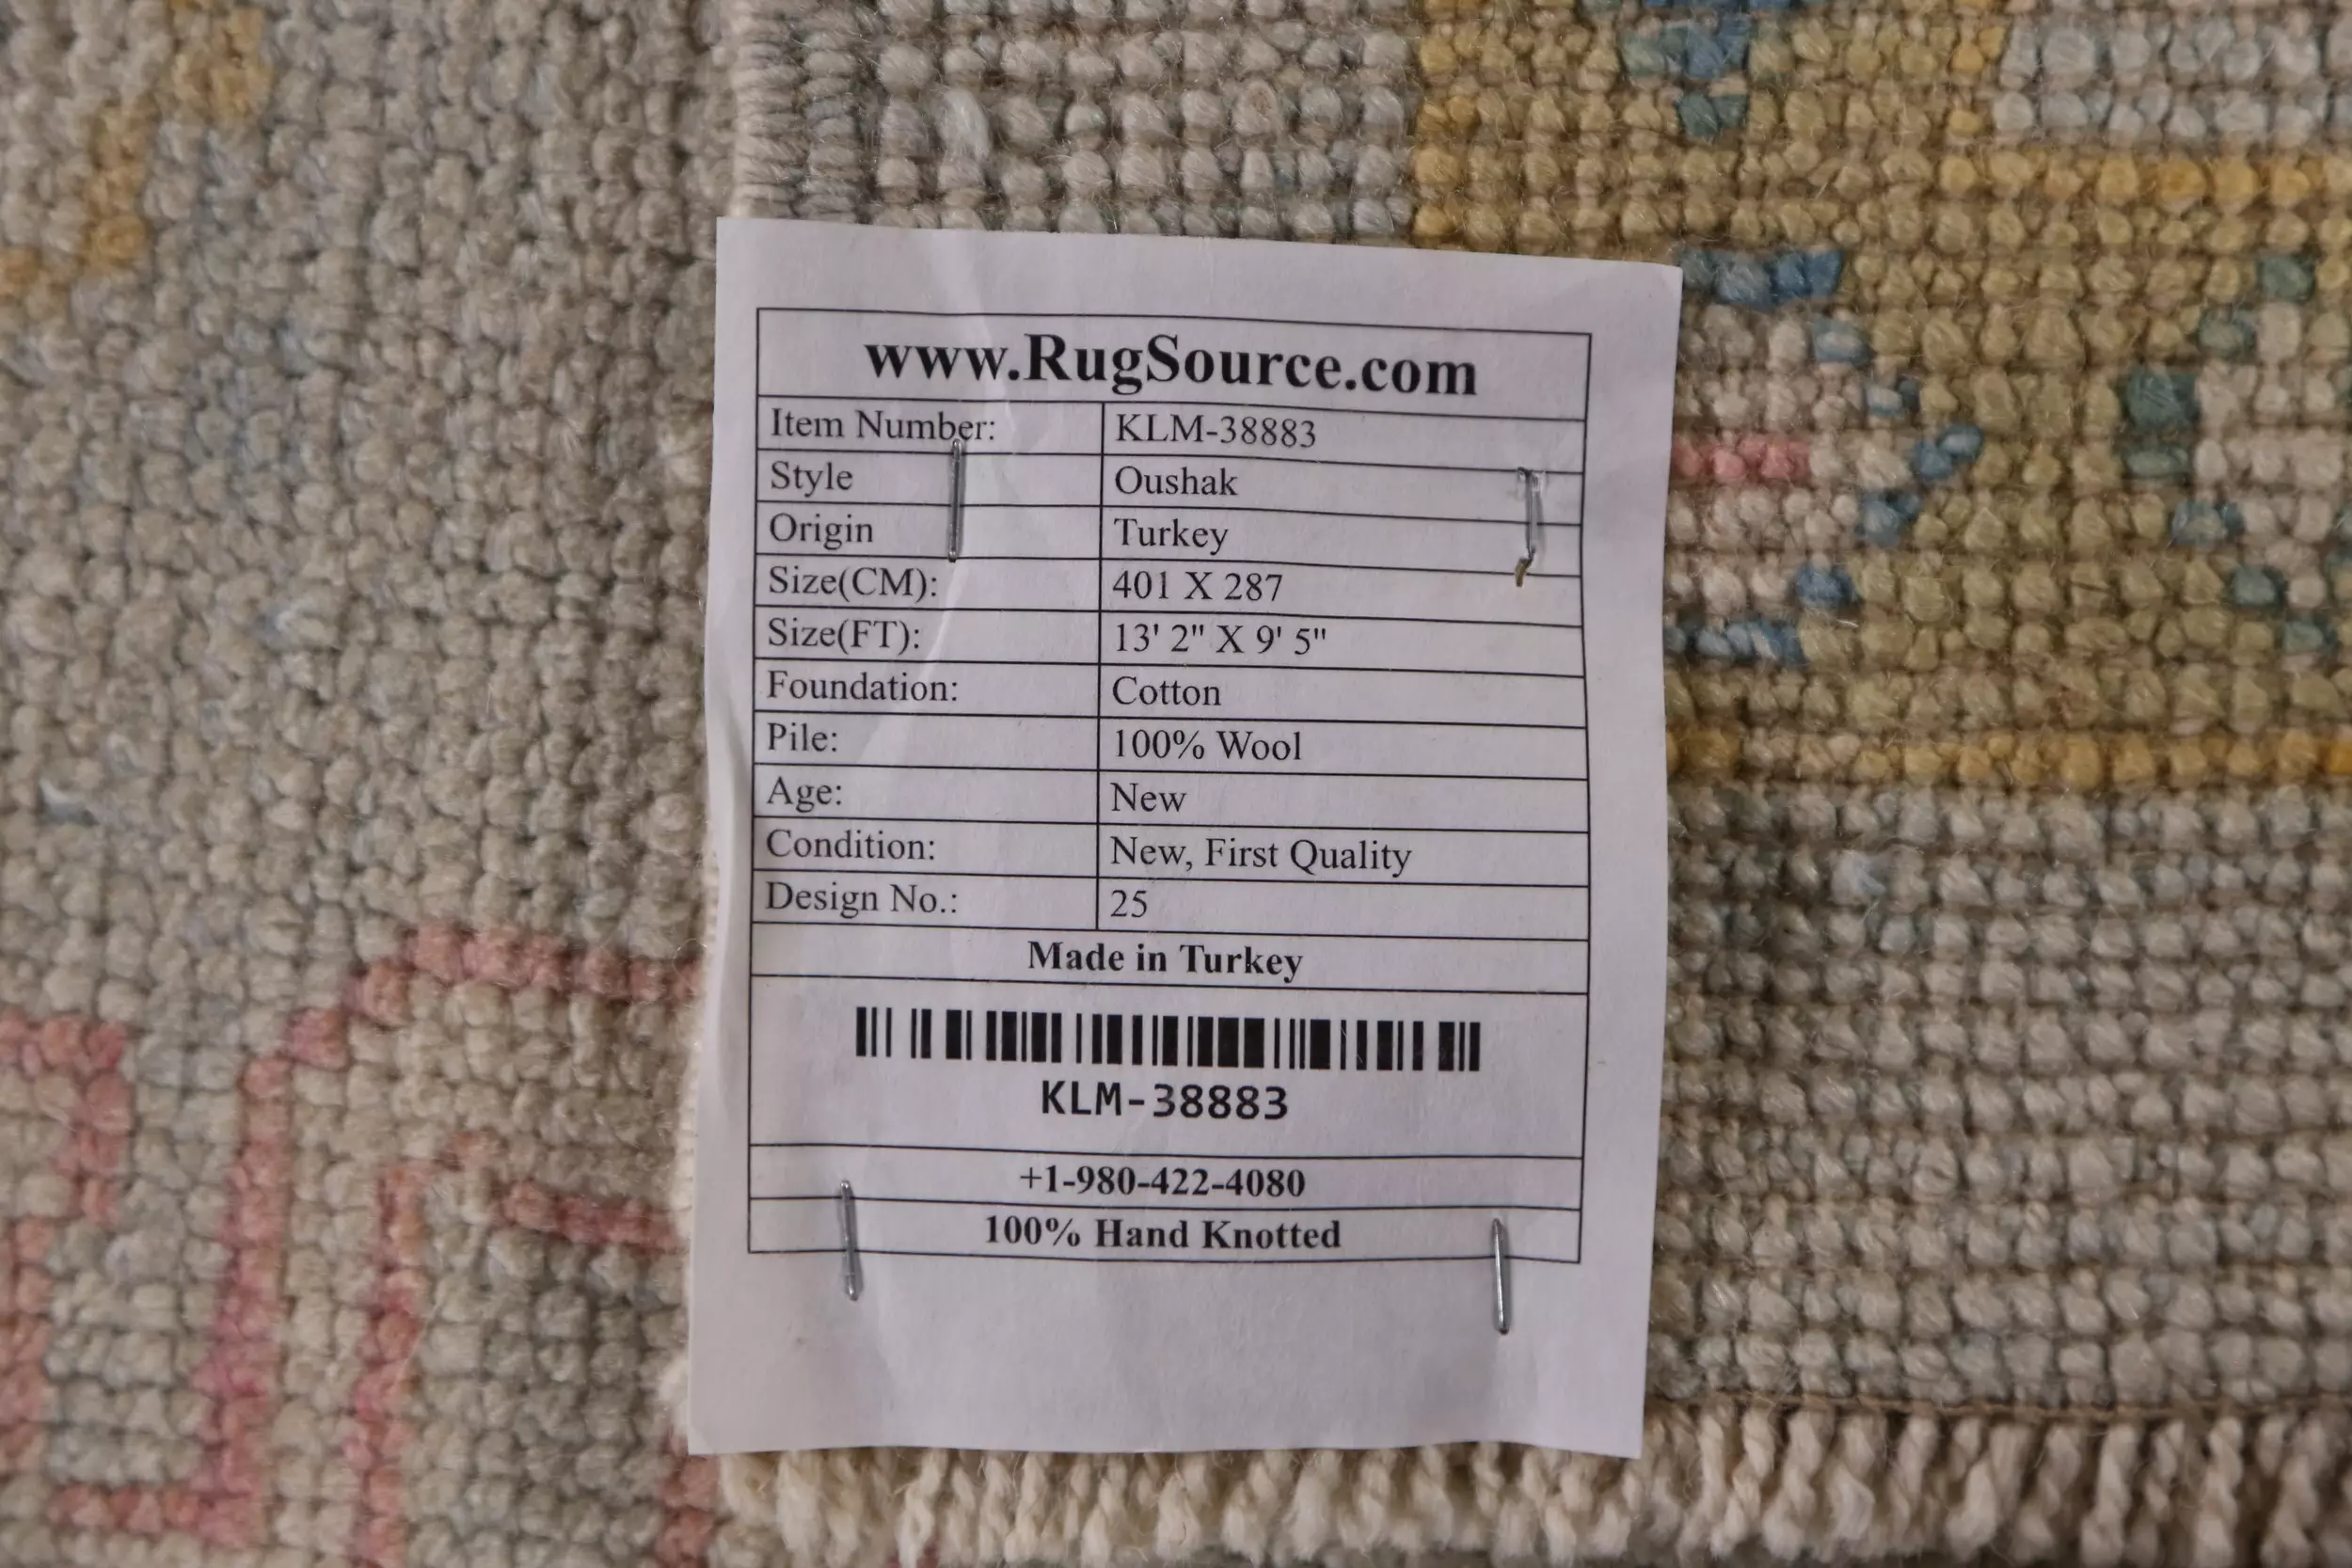 www.RugSource.com
Item Number: KLM-38883
Style Oushak
Origin Turkey
Size(CM): 401 X 287
Size(FT): 13' 2" X 9' 5"
Foundation: Cotton
Pile: 100% Wool
Age: New
Condition: New, First Quality
Design No.: 25
Made in Turkey
KLM-38883
+1-980-422-4080
100% Hand Knotted